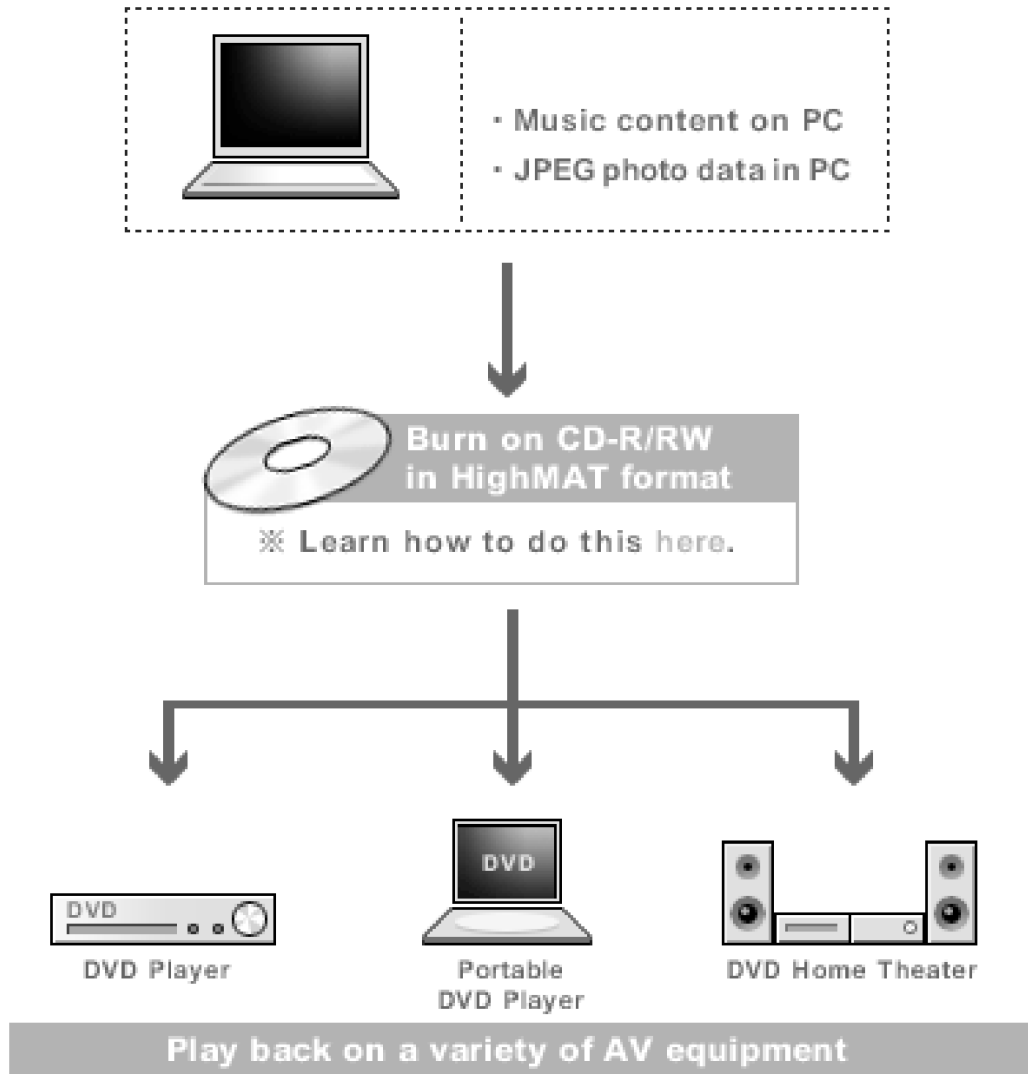 ・Music content on PC
・JPEG photo data in PC
Burn on CD-R/RW
in HighMAT format
※ Learn how to do this here.
DVD
DVD
DVD Player
Portable
DVD Player
DVD Home Theater
Play back on a variety of AV equipment